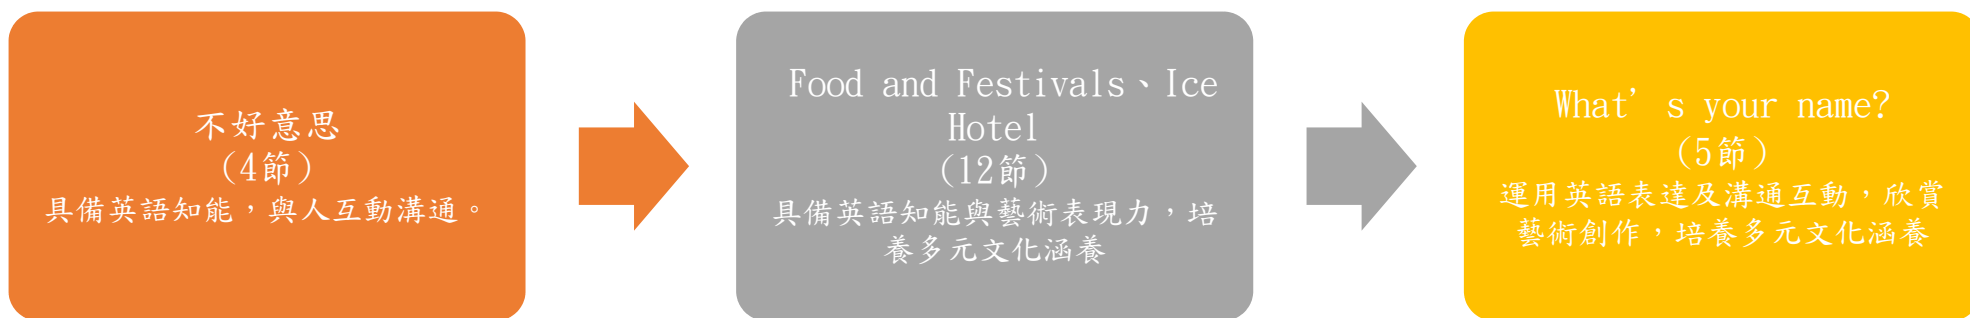 不好意思
(4節)
具備英語知能，與人互動溝通。
Food and Festivals、Ice
Hotel
(12節)
具備英語知能與藝術表現力，培
養多元文化涵養
What’s your name?
(5節)
運用英語表達及溝通互動，欣賞
藝術創作，培養多元文化涵養